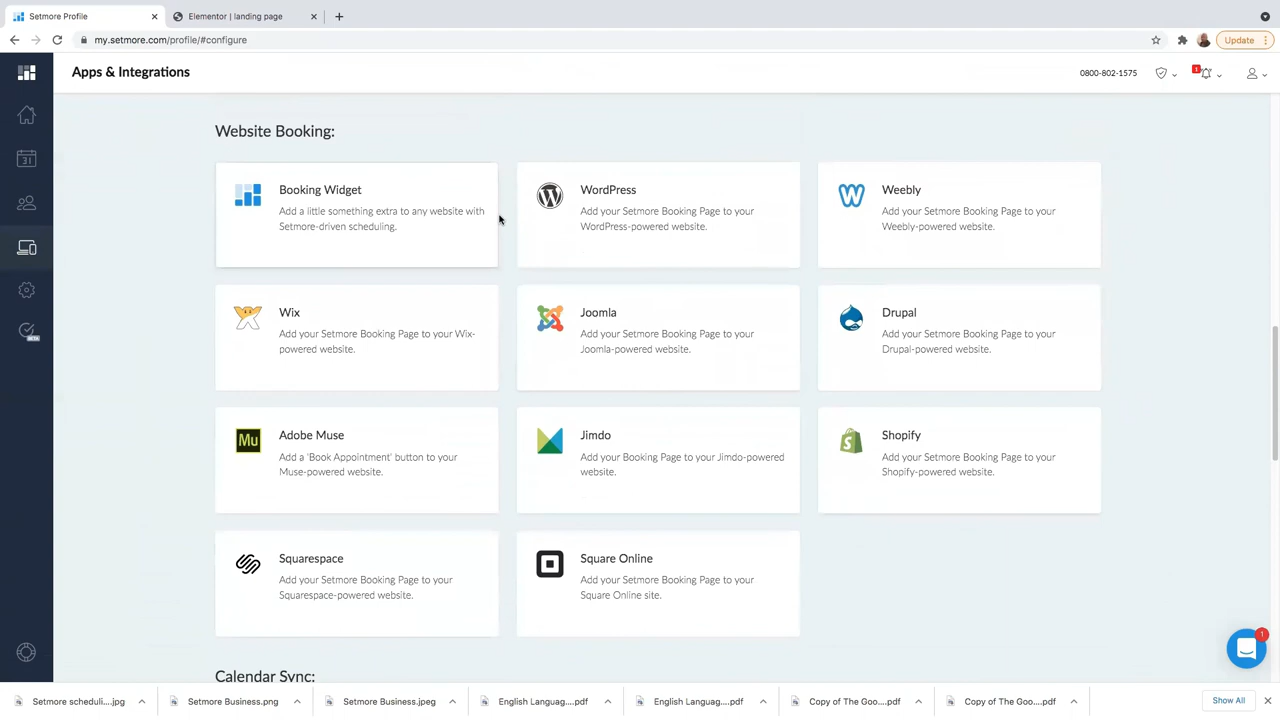 Setmore Profile
Elementor | landing page
my.setmore.com/profile/#configure
Update
Apps & Integrations
0800-802-1575
1
31
BETA
Website Booking:
Booking Widget
Add a little something extra to any website with
Setmore-driven scheduling.
WordPress
Add your Setmore Booking Page to your
WordPress-powered website.
Weebly
Add your Setmore Booking Page to your
Weebly-powered website.
Wix
Add your Setmore Booking Page to your Wix-
powered website.
Joomla
Add your Setmore Booking Page to your
Joomla-powered website.
Drupal
Add your Setmore Booking Page to your
Drupal-powered website.
Mu
Adobe Muse
Add a 'Book Appointment' button to your
Muse-powered website.
Jimdo
Add your Booking Page to your Jimdo-powered
website.
Shopify
Add your Setmore Booking Page to your
Shopify-powered website.
Squarespace
Add your Setmore Booking Page to your
Squarespace-powered website.
Square Online
Add your Setmore Booking Page to your
Square Online site.
1
Calendar Sync:
Setmore scheduli....jpg
Setmore Business.png
Setmore Business.jpeg
English Languag....pdf
English Languag....pdf
Copy of The Goo....pdf
Copy of The Goo....pdf
Show All